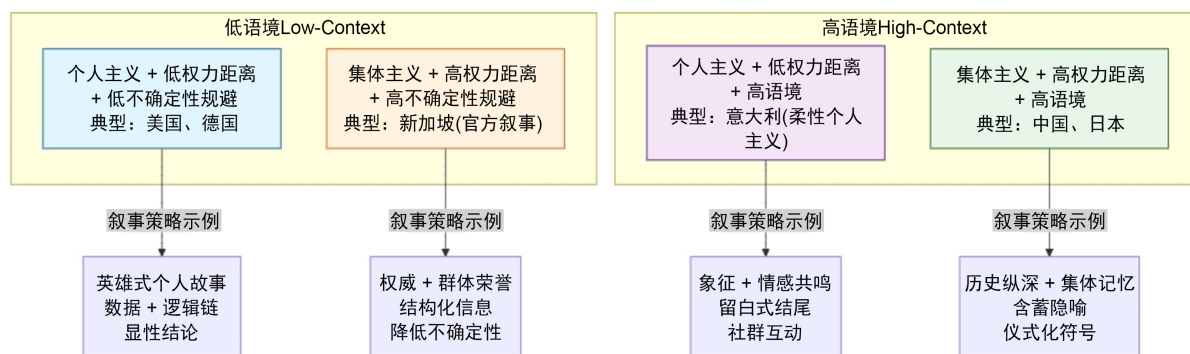 低语境Low-Context
个人主义 + 低权力距离
+ 低不确定性规避
典型：美国、德国
集体主义 + 高权力距离
+ 高不确定性规避
典型：新加坡(官方叙事)
叙事策略示例
叙事策略示例
英雄式个人故事
数据 + 逻辑链
显性结论
权威 + 群体荣誉
结构化信息
降低不确定性
高语境High-Context
个人主义 + 低权力距离
+ 高语境
典型：意大利(柔性个人
主义)
集体主义 + 高权力距离
+ 高语境
典型：中国、日本
叙事策略示例
叙事策略示例
象征 + 情感共鸣
留白式结尾
社群互动
历史纵深 + 集体记忆
含蓄隐喻
仪式化符号